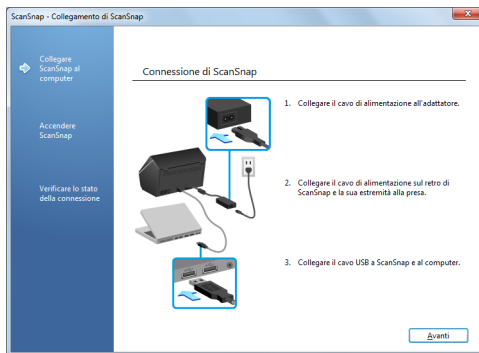 ScanSnap - Collegamento di ScanSnap
Collegare
ScanSnap al
computer
Accendere
ScanSnap
Verificare lo stato
della connessione
Connessione di ScanSnap
1. Collegare il cavo di alimentazione all'adattatore.
2. Collegare il cavo di alimentazione sul retro di
ScanSnap e la sua estremità alla presa.
3. Collegare il cavo USB a ScanSnap e al computer.
Avanti